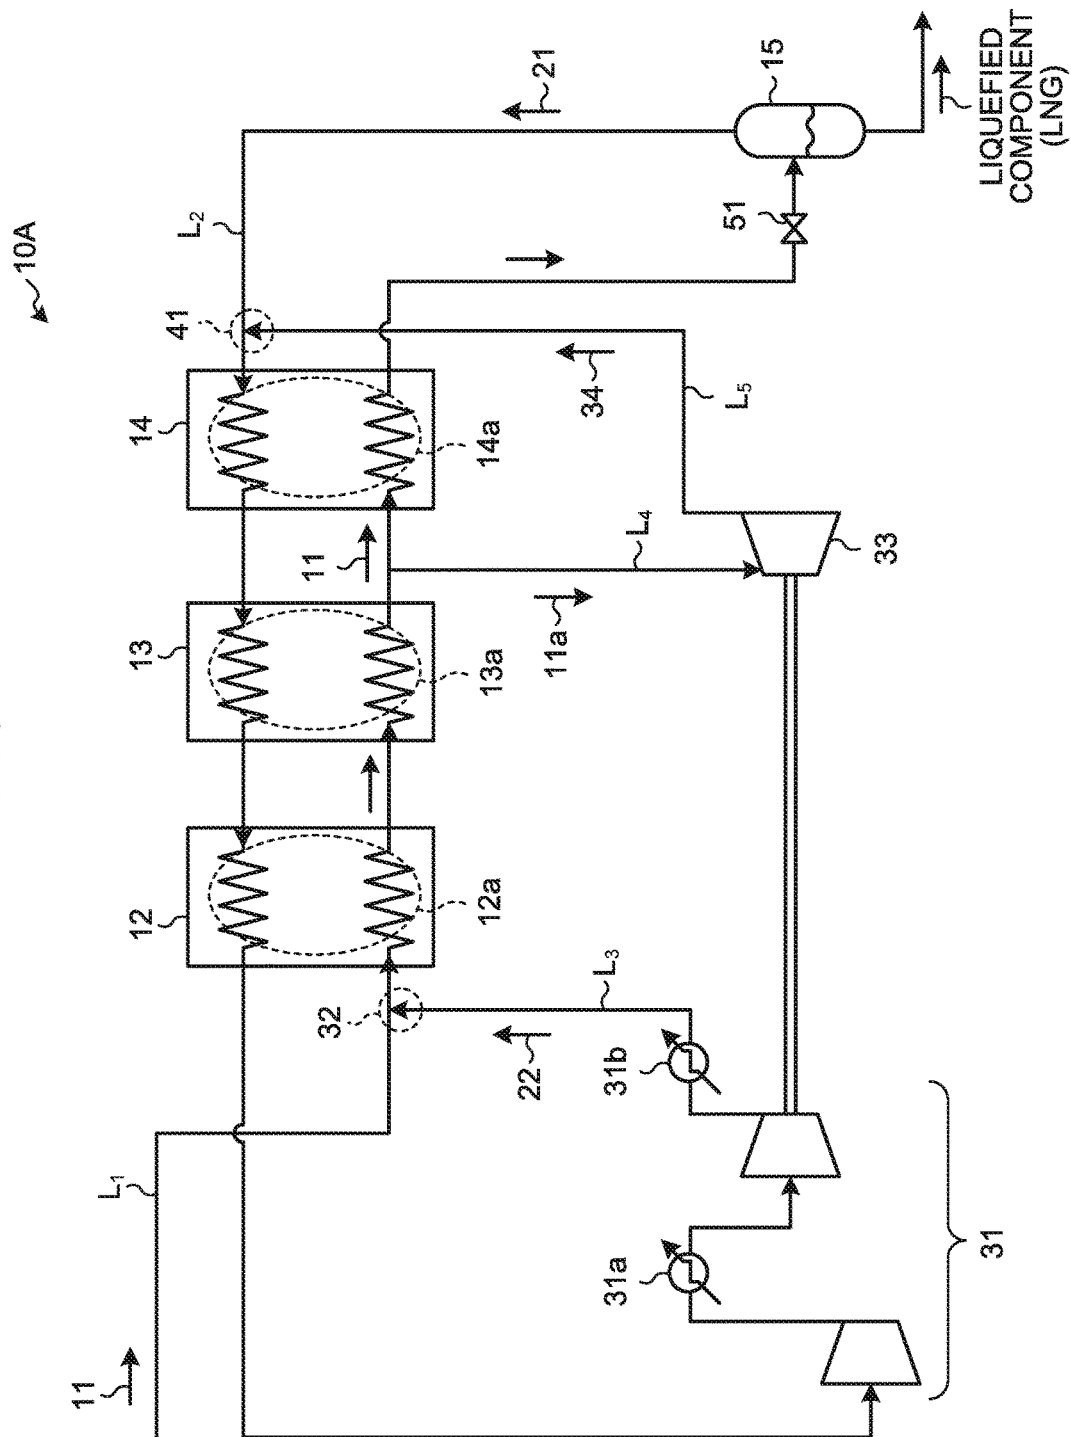 10A
15
21
LIQUEFIED
COMPONENT
(LNG)
51
L2
41
14
14a
34
L5
11
L4
11a
33
13
13a
12
12a
32
L3
22
31b
31a
31
L1
11